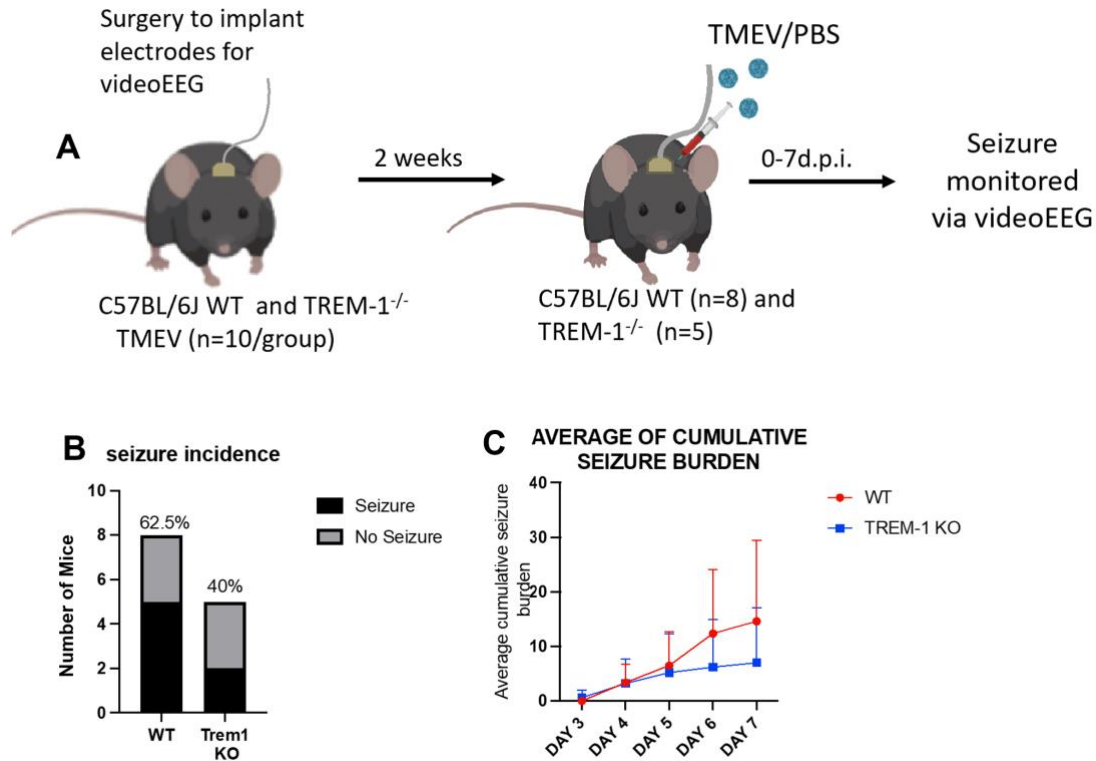 Surgery to implant
electrodes for
videoEEG
TMEV/PBS
A
2 weeks
0-7d.p.i.
Seizure
monitored
via videoEEG
C57BL/6J WT and TREM-1-/-
TMEV (n=10/group)
C57BL/6J WT (n=8) and
TREM-1-/- (n=5)
B seizure incidence
Number of Mice
10
8
6
4
2
0
62.5%
40%
WT
Trem1
KO
Seizure
No Seizure
C AVERAGE OF CUMULATIVE
SEIZURE BURDEN
Average cumulative seizure
burden
40
30
20
10
0
DAY 3
DAY 4
DAY 5
DAY 6
DAY 7
WT
TREM-1 KO